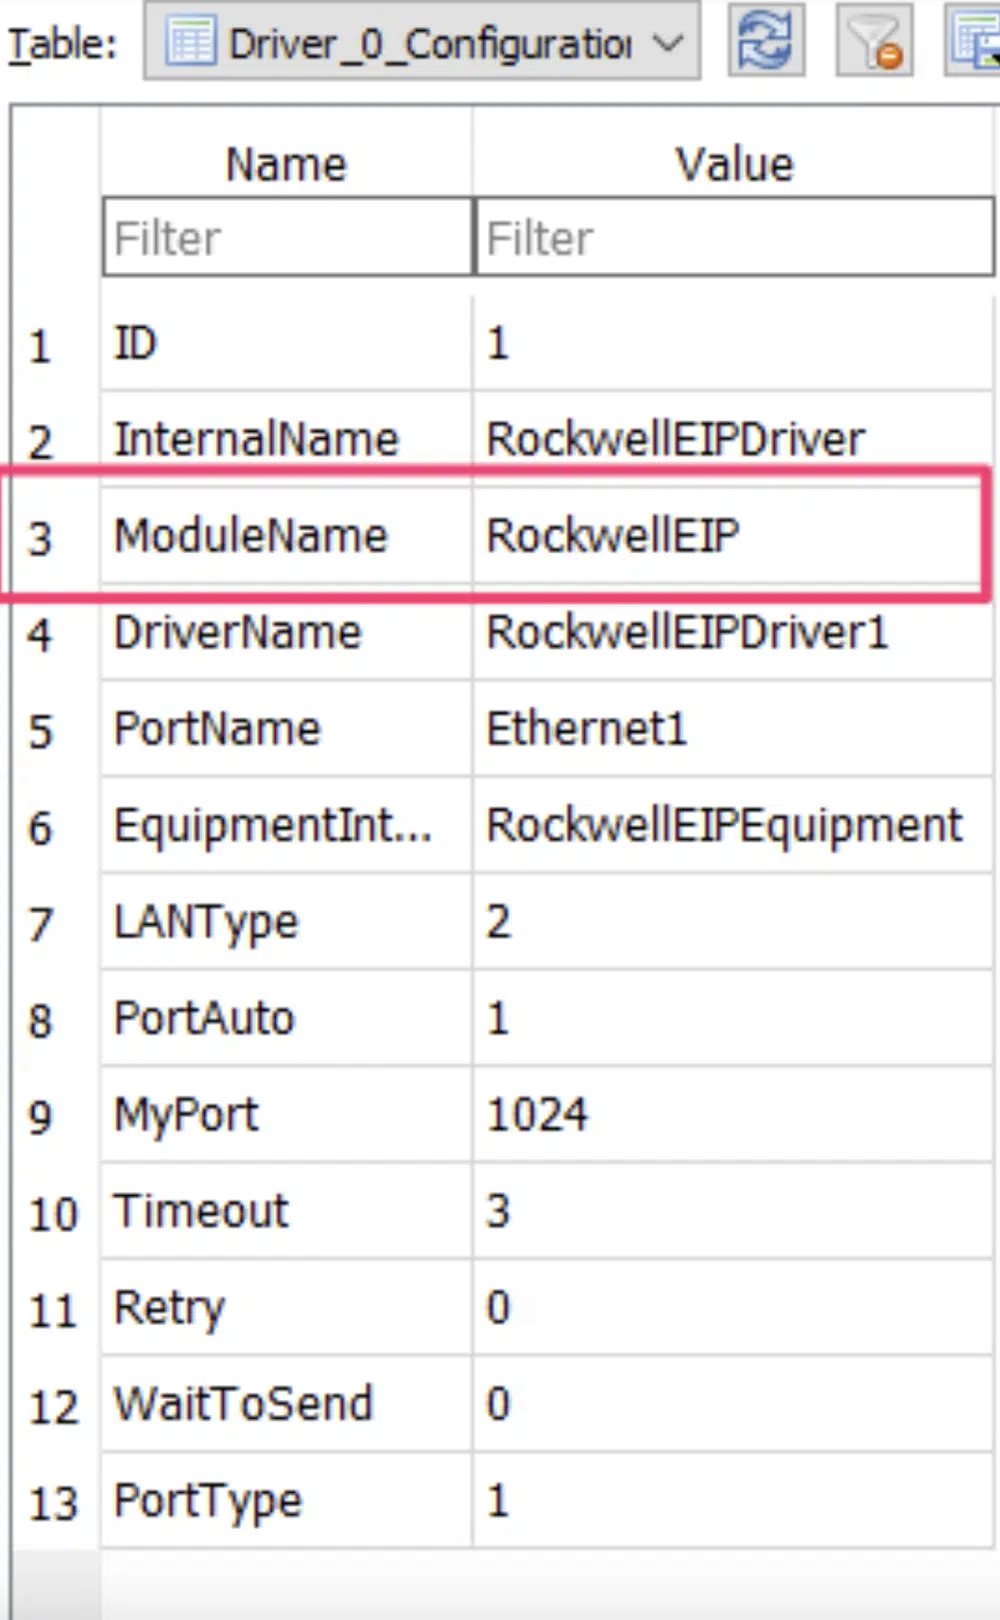 Table: Driver_0_Configuration
Name Value
Filter Filter
1 ID 1
2 InternalName RockwellEIPDriver
3 ModuleName RockwellEIP
4 DriverName RockwellEIPDriver1
5 PortName Ethernet1
6 EquipmentInt... RockwellEIPEquipment
7 LANType 2
8 PortAuto 1
9 MyPort 1024
10 Timeout 3
11 Retry 0
12 WaitToSend 0
13 PortType 1